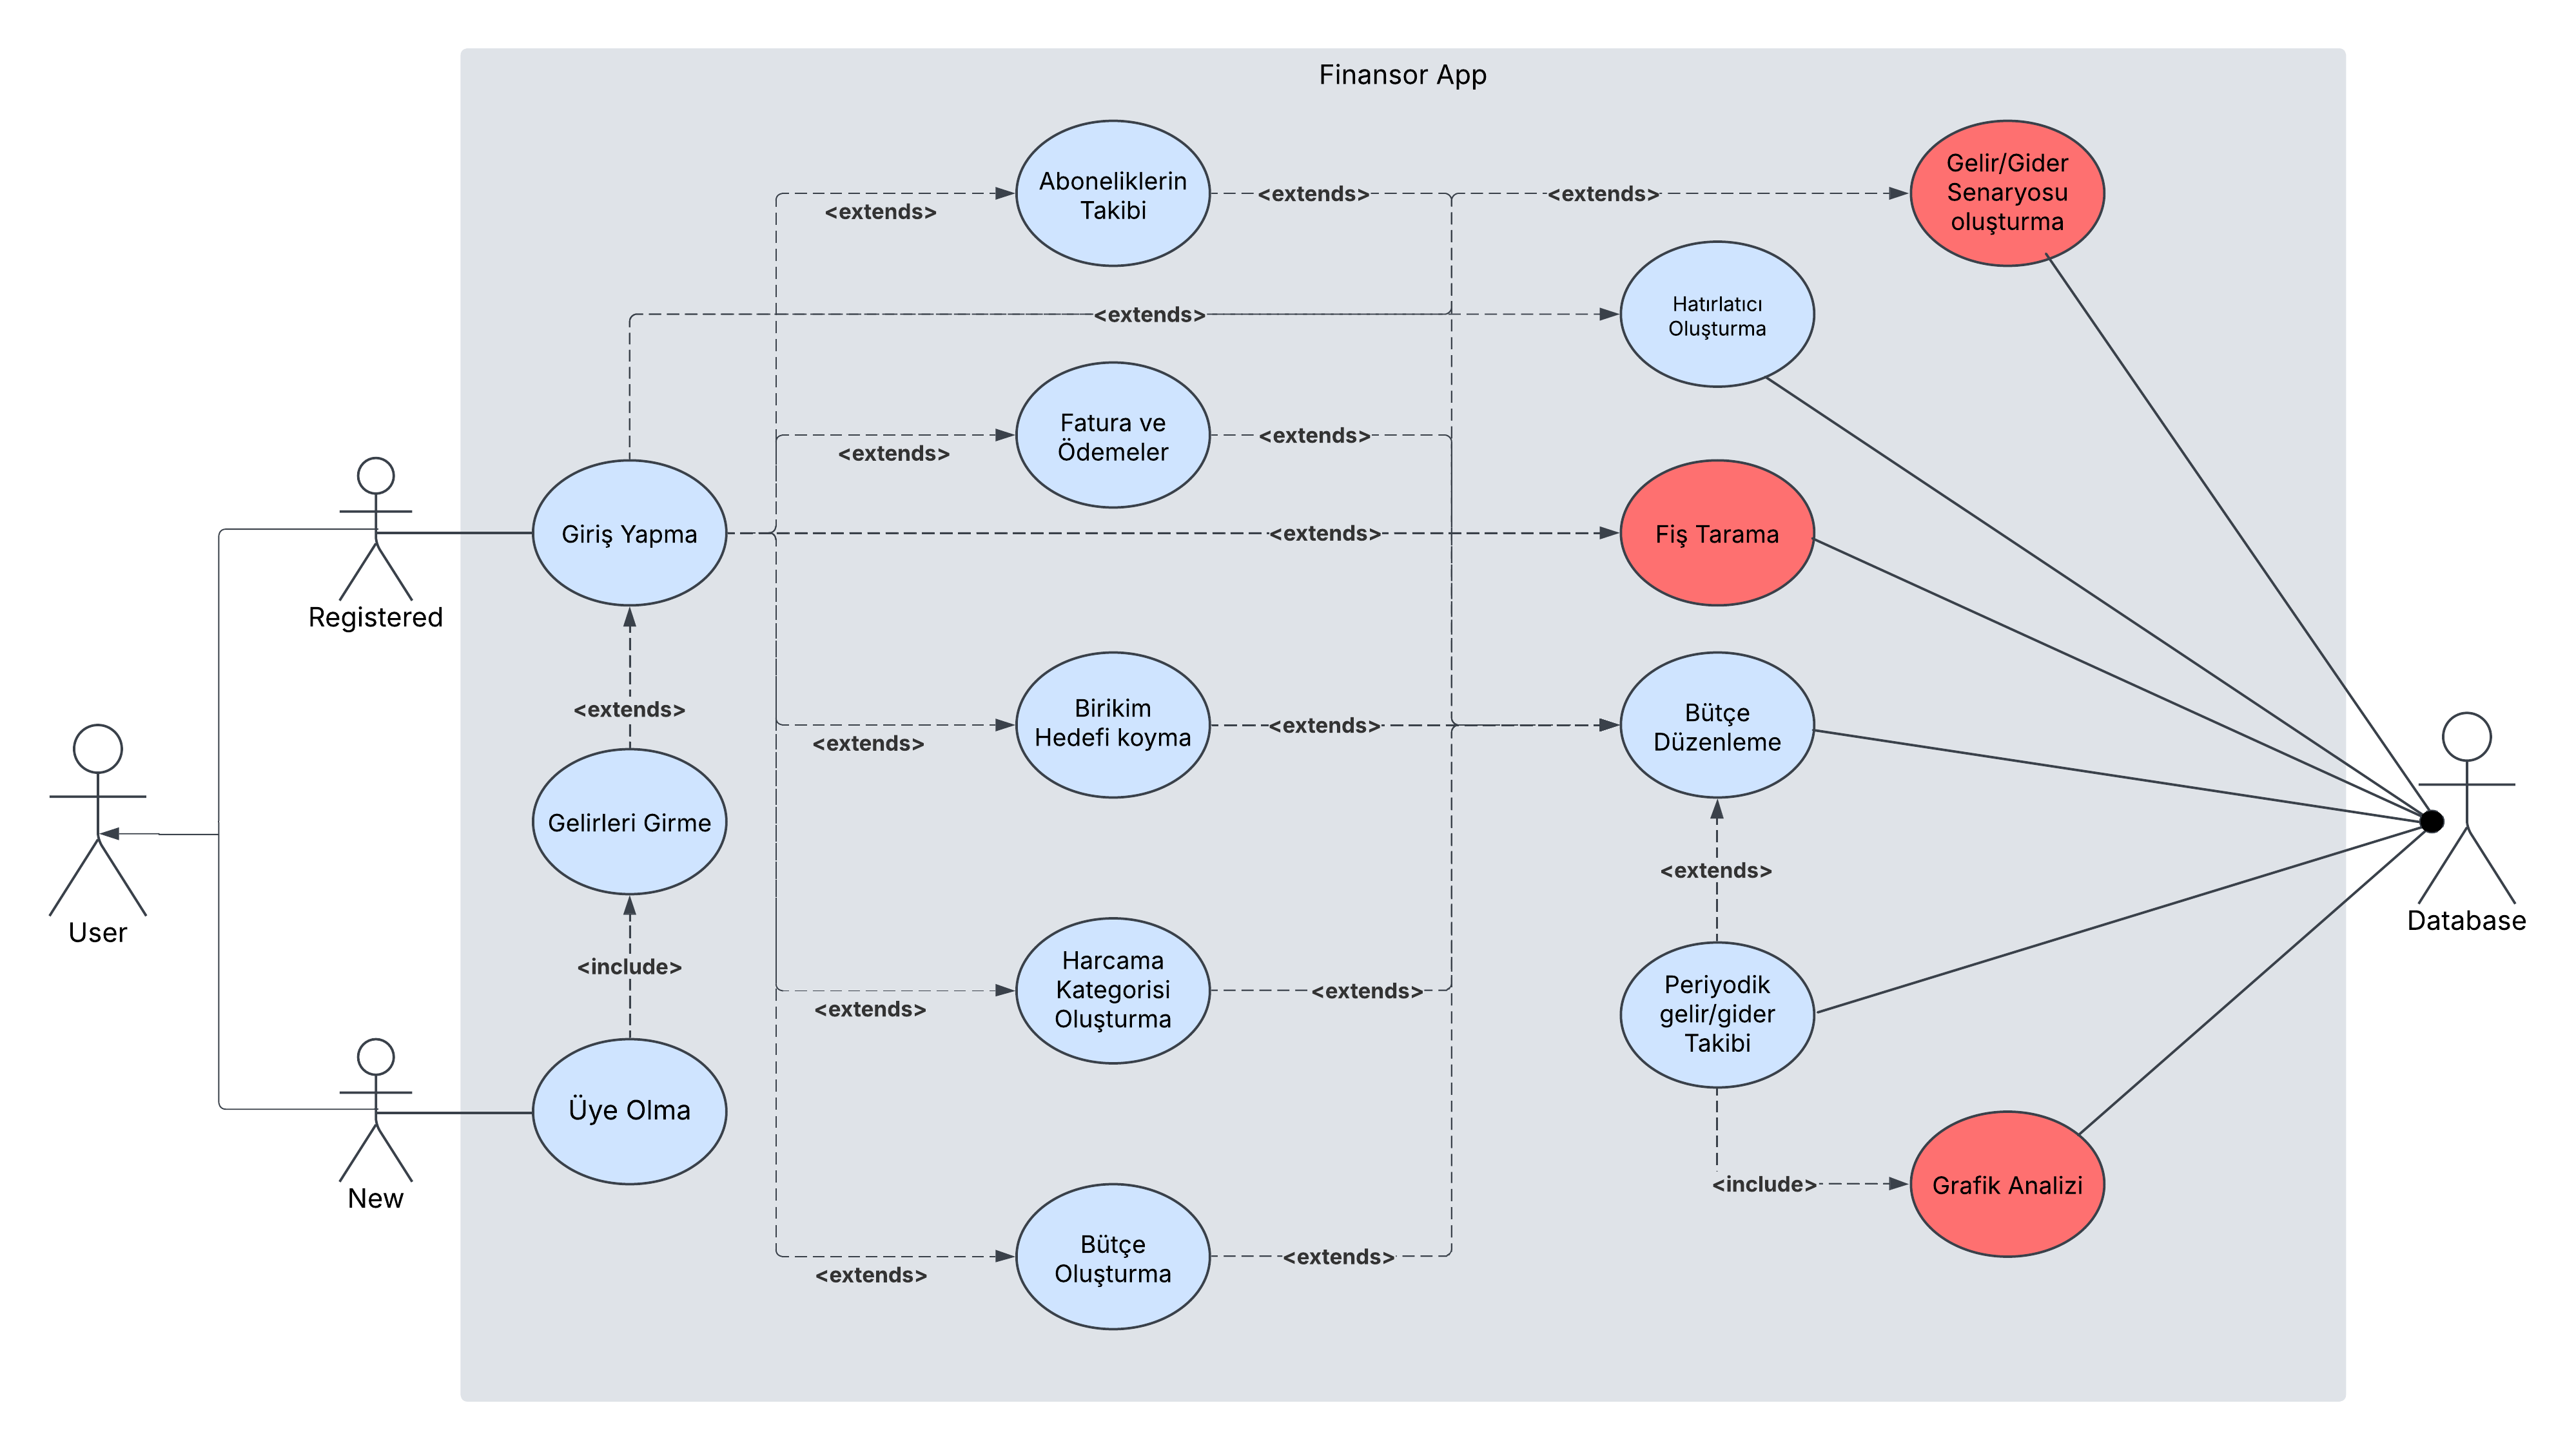 Finansor App
Aboneliklerin
Takibi
<extends>
<extends>
<extends>
Gelir/Gider
Senaryosu
oluşturma
<extends>
Hatırlatıcı
Oluşturma
Fatura ve
Ödemeler
<extends>
<extends>
Registered
Giriş Yapma
<extends>
Fiş Tarama
<extends>
Birikim
Hedefi koyma
<extends>
<extends>
Bütçe
Düzenleme
User
Gelirleri Girme
<extends>
Database
<include>
Harcama
Kategorisi
Oluşturma
<extends>
<extends>
Periyodik
gelir/gider
Takibi
New
Üye Olma
<include>
Grafik Analizi
Bütçe
Oluşturma
<extends>
<extends>